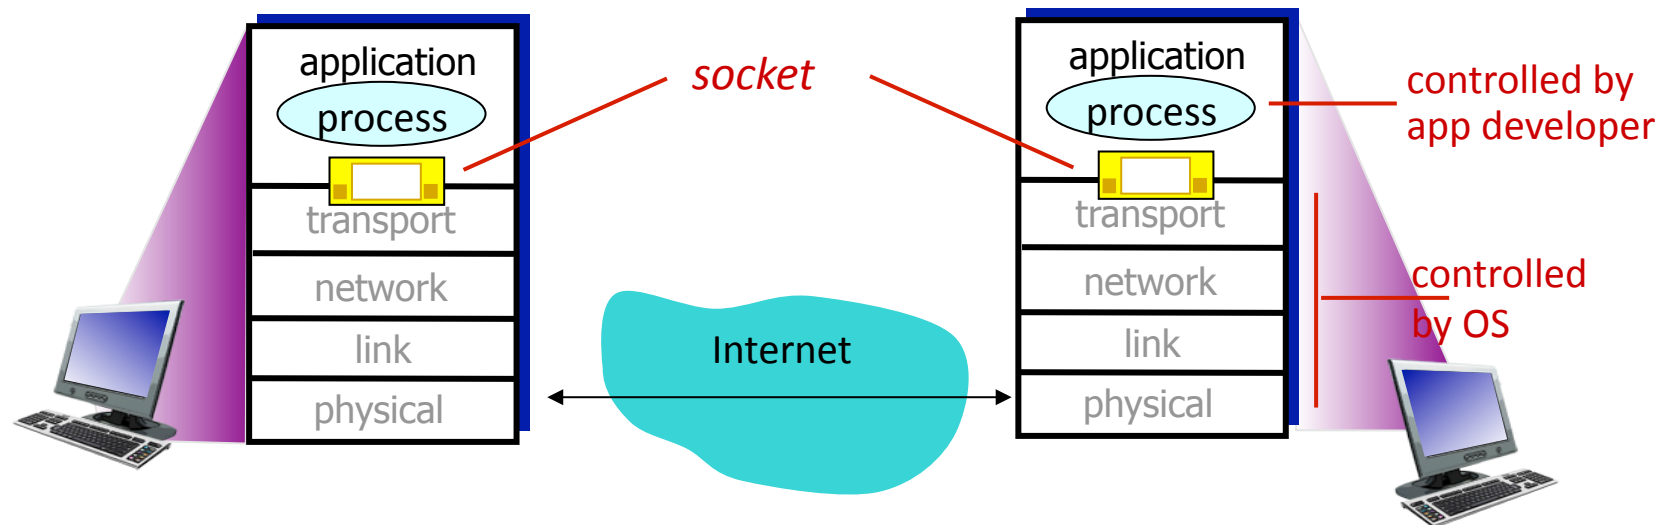 application
process
transport
network
link
physical
socket
Internet
application
process
transport
network
link
physical
controlled by
app developer
controlled
by OS